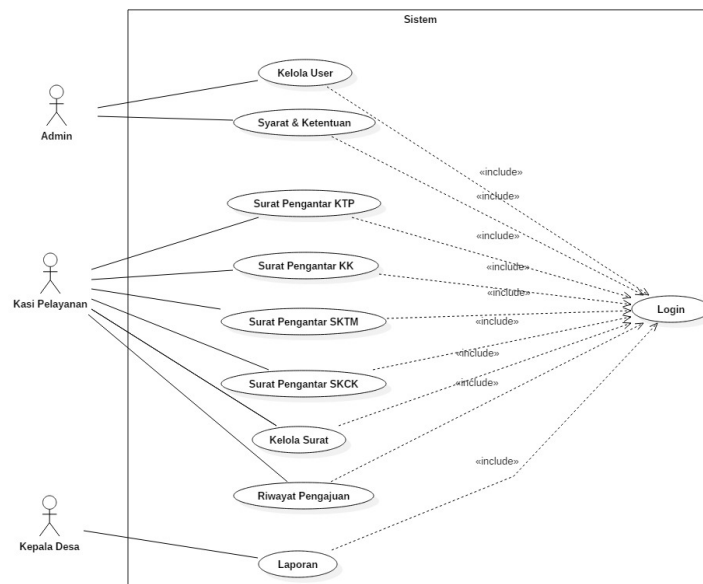 Sistem
Kelola User
Admin
Syarat & Ketentuan
«include»
«include»
Surat Pengantar KTP
«include»
Surat Pengantar KK
«include»
Kasi Pelayanan
«include»
Login
Surat Pengantar SKTM
«include»
«include»
Surat Pengantar SKCK
«include»
Kelola Surat
«include»
Riwayat Pengajuan
Kepala Desa
Laporan